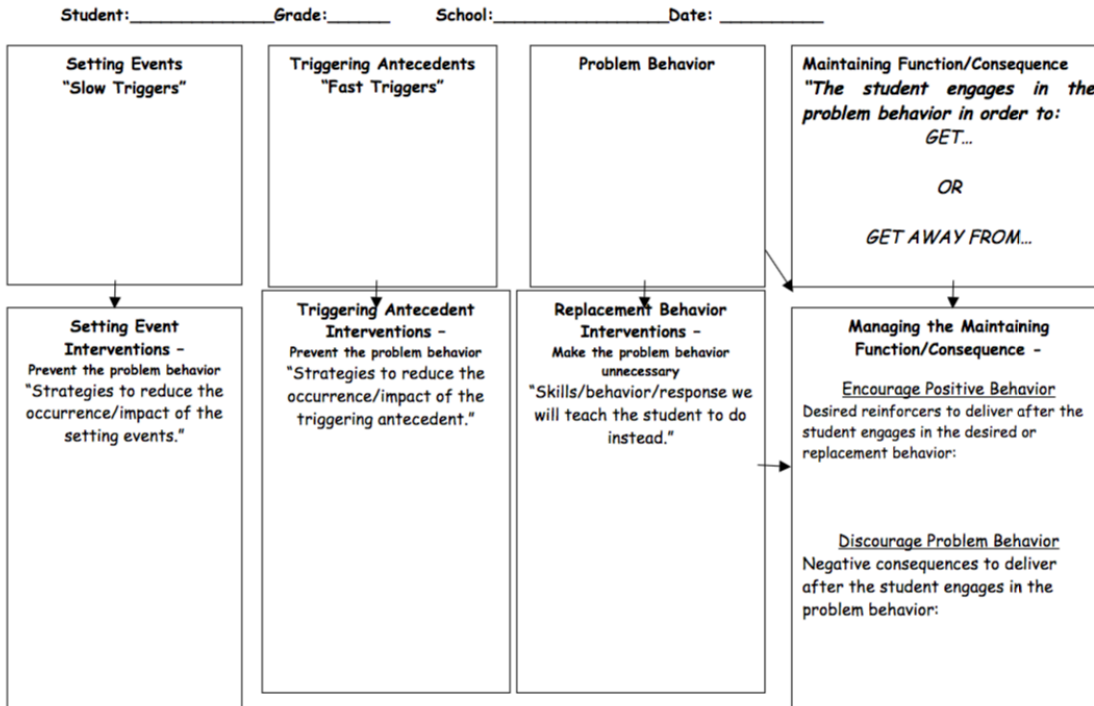 Student:_______________Grade:______ School:__________________Date: ___________
Setting Events
"Slow Triggers"
Triggering Antecedents
"Fast Triggers"
Problem Behavior
Maintaining Function/Consequence
"The student engages in the
problem behavior in order to:
GET…
OR
GET AWAY FROM…
Setting Event
Interventions –
Prevent the problem behavior
"Strategies to reduce the
occurrence/impact of the
setting events."
Triggering Antecedent
Interventions –
Prevent the problem behavior
"Strategies to reduce the
occurrence/impact of the
triggering antecedent."
Replacement Behavior
Interventions –
Make the problem behavior
unnecessary
"Skills/behavior/response we
will teach the student to do
instead."
Managing the Maintaining
Function/Consequence –
Encourage Positive Behavior
Desired reinforcers to deliver after the
student engages in the desired or
replacement behavior:
Discourage Problem Behavior
Negative consequences to deliver
after the student engages in the
problem behavior: